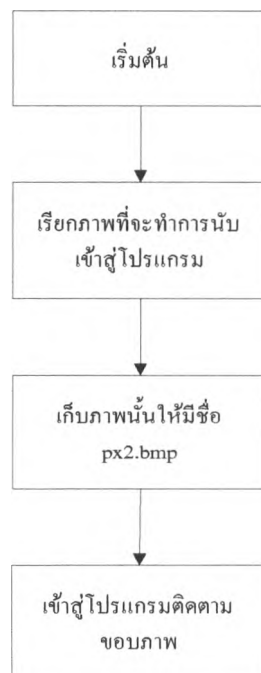 เริ่มต้น
เรียกภาพที่จะทำการนับ
เข้าสู่โปรแกรม
เก็บภาพนั้นให้มีชื่อ
px2.bmp
เข้าสู่โปรแกรมติดตาม
ขอบภาพ